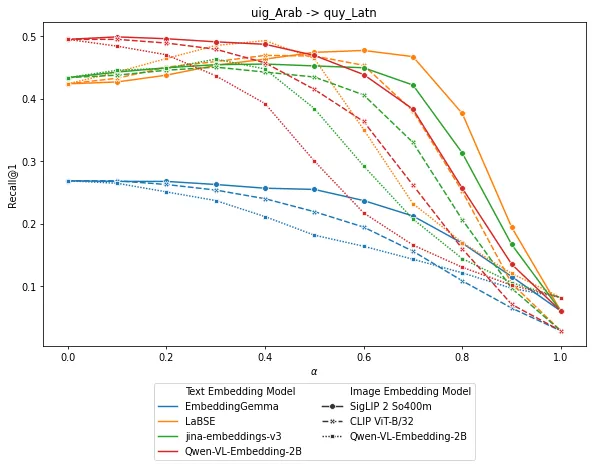 uig_Arab -> quy_Latn
0.5
0.4
0.3
0.2
0.1
Recall@1
0.0 0.2 0.4 0.6 0.8 1.0
α
Text Embedding Model
EmbeddingGemma
LaBSE
jina-embeddings-v3
Qwen-VL-Embedding-2B
Image Embedding Model
SigLIP 2 So400m
CLIP ViT-B/32
Qwen-VL-Embedding-2B